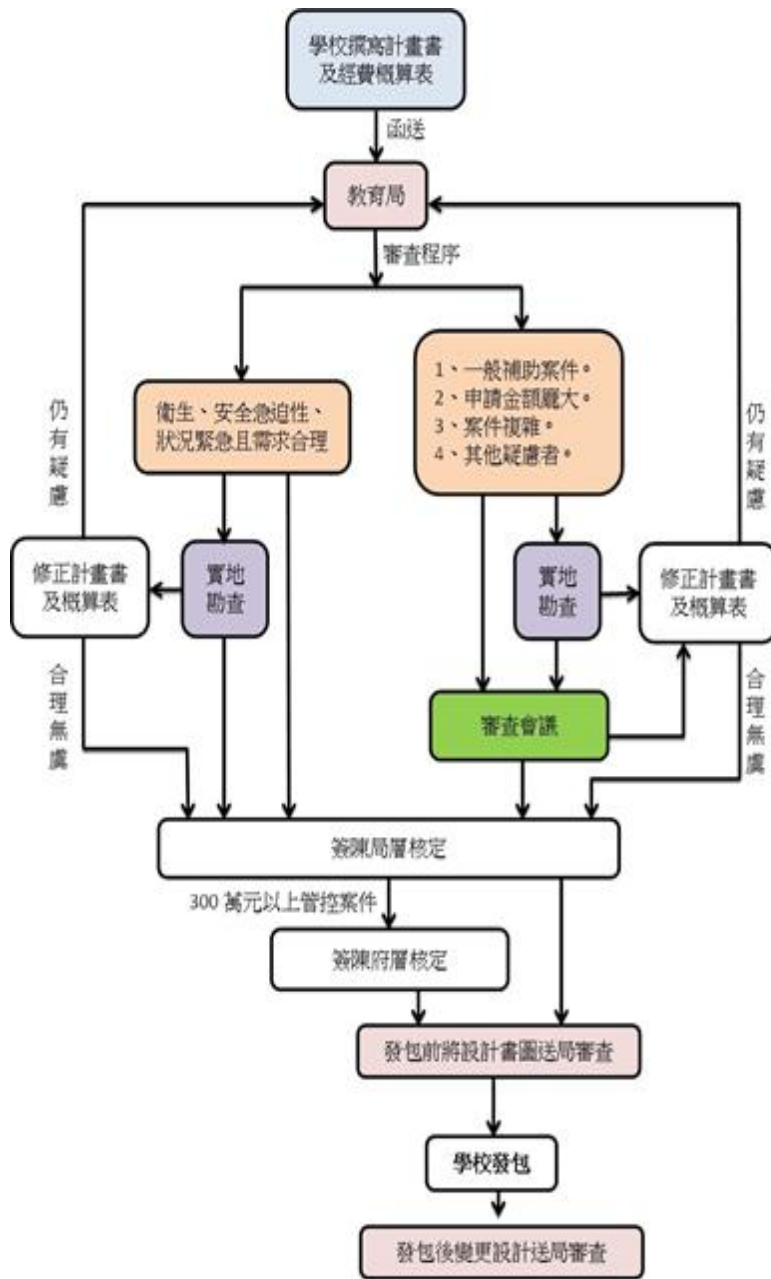 學校撰寫計畫書
及經費概算表
函送
教育局
審查程序
衛生、安全急迫性、
狀況緊急且需求合理
1、一般補助案件。
2、申請金額龐大。
3、案件複雜。
4、其他疑慮者。
仍有疑慮
仍有疑慮
修正計畫書
及概算表
實地
勘查
實地
勘查
修正計畫書
及概算表
合理無虞
審查會議
合理無虞
簽陳局層核定
300 萬元以上管控案件
簽陳府層核定
發包前將設計書圖送局審查
學校發包
發包後變更設計送局審查